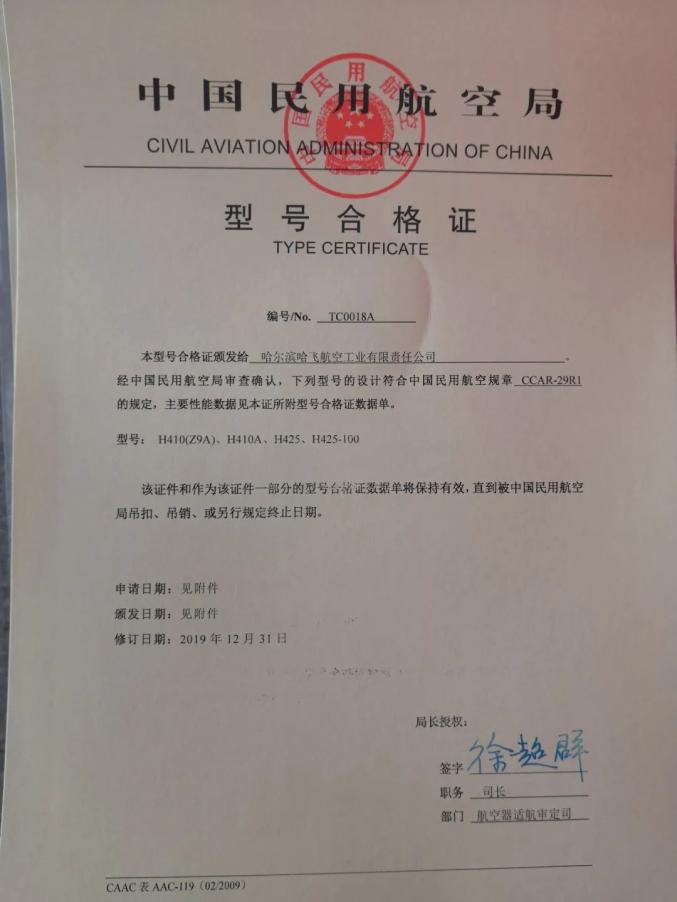 中国民用航空局
CIVIL AVIATION ADMINISTRATION OF CHINA
中国民用航空局
型号合格证
TYPE CERTIFICATE
编号/No. TC0018A
本型号合格证颁发给 哈尔滨哈飞航空工业有限责任公司 。
经中国民用航空局审查确认，下列型号的设计符合中国民用航空规章 CCAR-29R1
的规定，主要性能数据见本证所附型号合格证数据单。
型号： H410(Z9A)、H410A、H425、H425-100
该证件和作为该证件一部分的型号合格证数据单将保持有效，直到被中国民用航空
局吊扣、吊销、或另行规定终止日期。
申请日期：见附件
颁发日期：见附件
修订日期：2019 年 12 月 31 日
局长授权：
签字 徐超群
职务 司长
部门 航空器适航审定司
CAAC 表 AAC-119（02/2009）